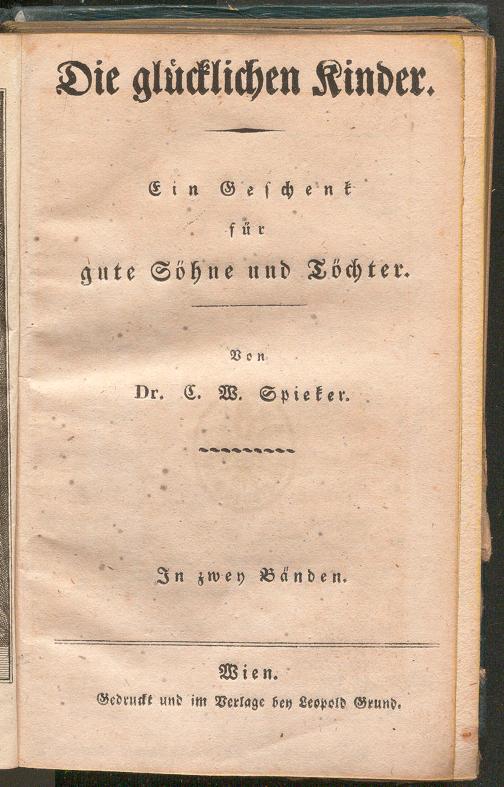 Die glücklichen Kinder.
Ein Geschenk
für
gute Söhne und Töchter.
Von
Dr. C. W. Spieker.
In zwey Bänden.
Wien.
Gedruckt und im Verlage bey Leopold Grund.